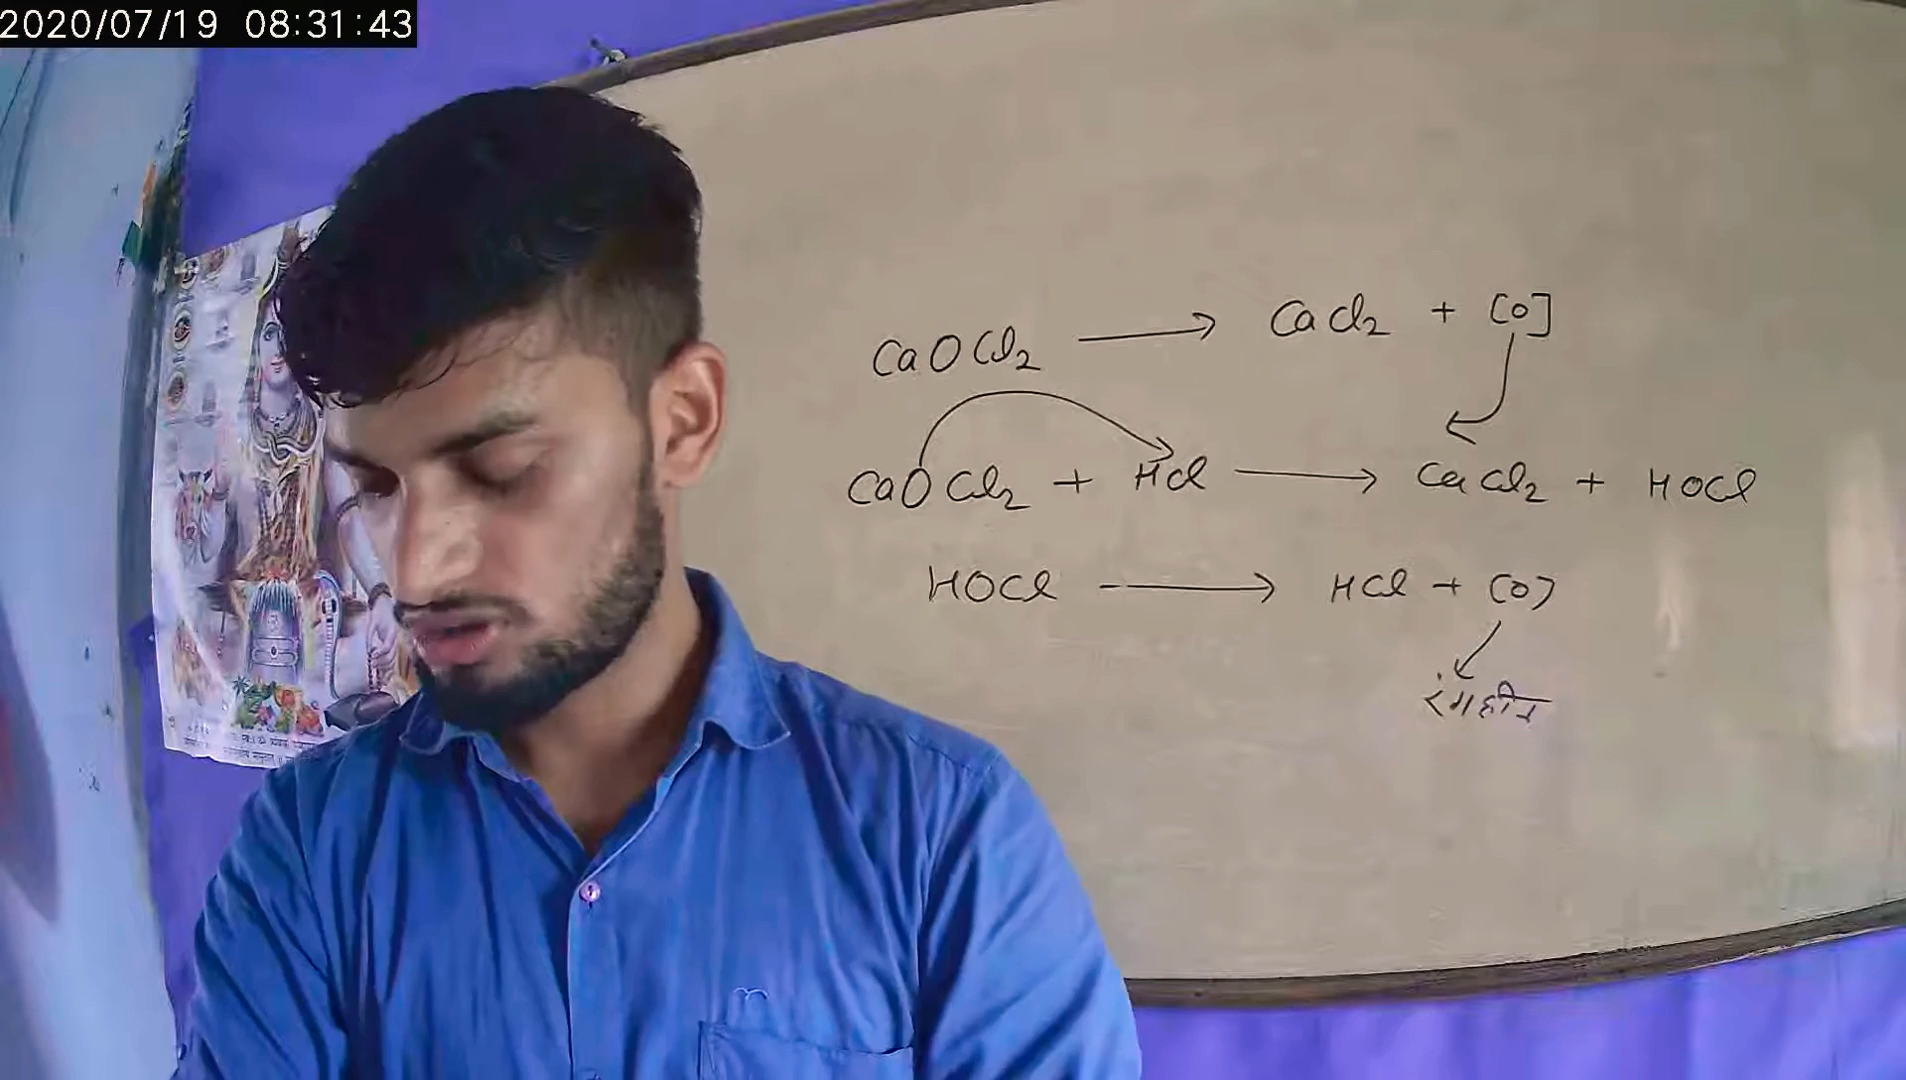 2020/07/19 08:31:43
CaOCl2 → CaCl2 + [O]
CaOCl2 + HCl → CaCl2 + HOCl
HOCl → HCl + [O]
रंगहीन
m